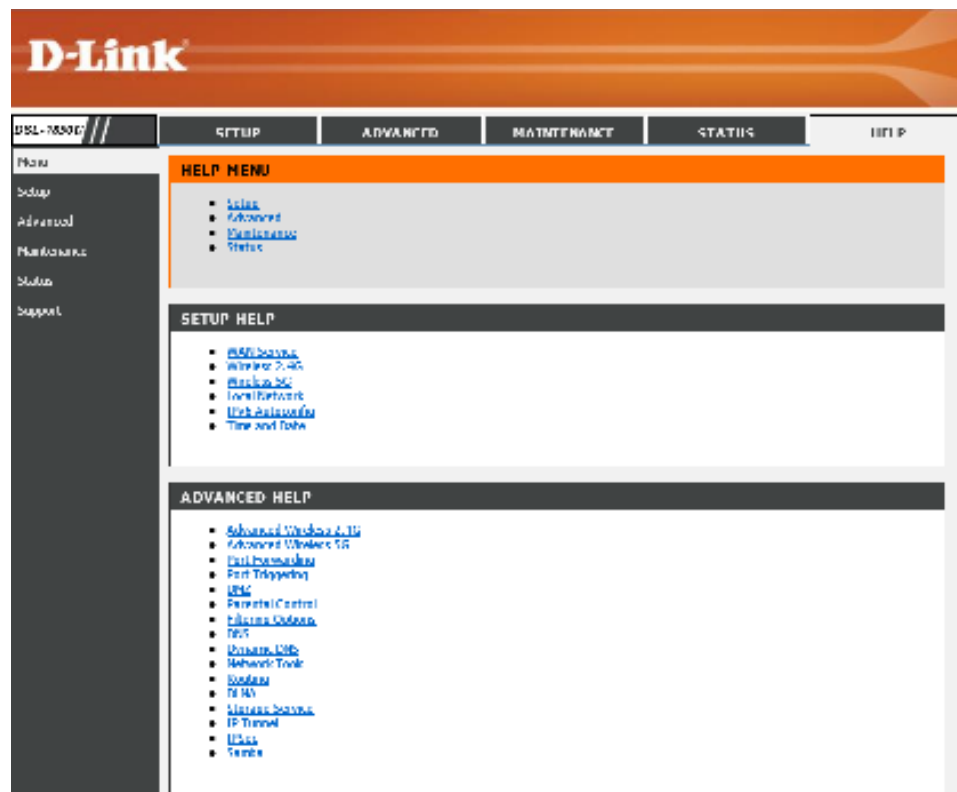 D-Link
SETUP
ADVANCED
MAINTENANCE
STATUS
HELP
Menu
Setup
Advanced
Maintenance
Status
Support
HELP MENU
Setup
Advanced
Maintenance
Status
SETUP HELP
WAN Service
Wireless 2.4G
Wireless 5G
Local Network
IPv6 Autoconfig
Time and Date
ADVANCED HELP
Advanced Wireless 2.4G
Advanced Wireless 5G
Port Forwarding
Port Triggering
DMZ
Parental Control
Filtering Options
DNS
Dynamic DNS
Network Tools
Routing
DLNA
Storage Service
IP Tunnel
IPsec
Samba